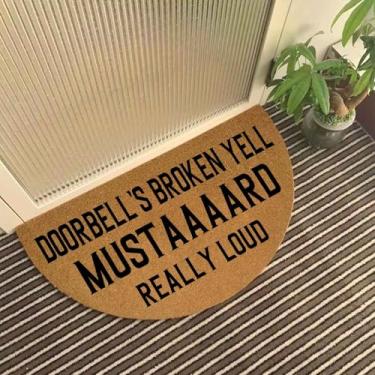 DOORBELL'S BROKEN YELL
MUSTAAAARD
REALLY LOUD